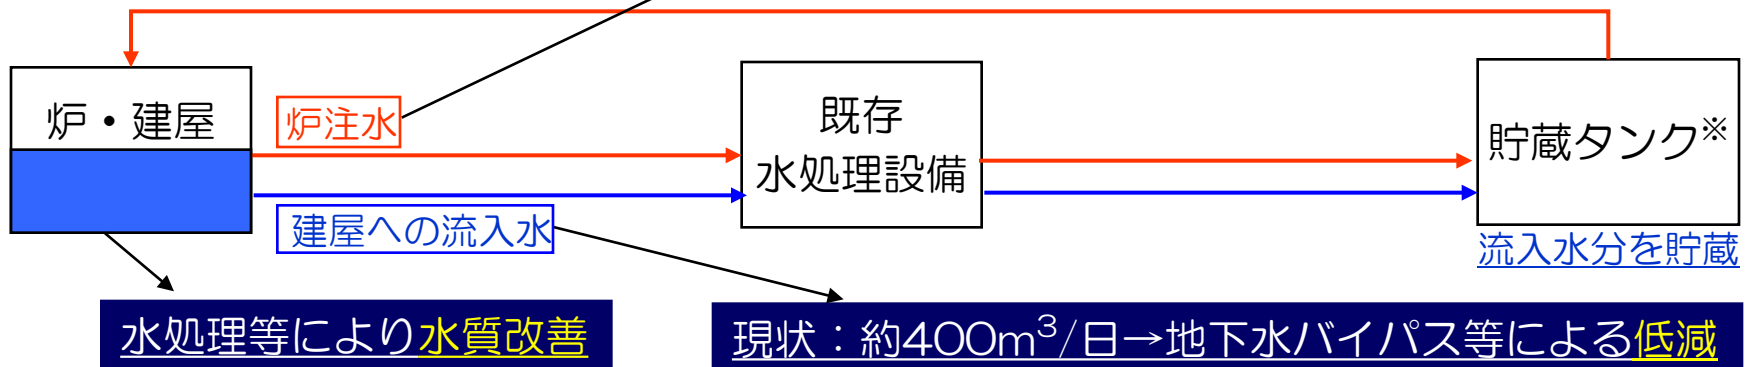 炉・建屋
炉注水
既存
水処理設備
貯蔵タンク※
建屋への流入水
流入水分を貯蔵
水処理等により水質改善
現状：約400m³/日→地下水バイパス等による低減